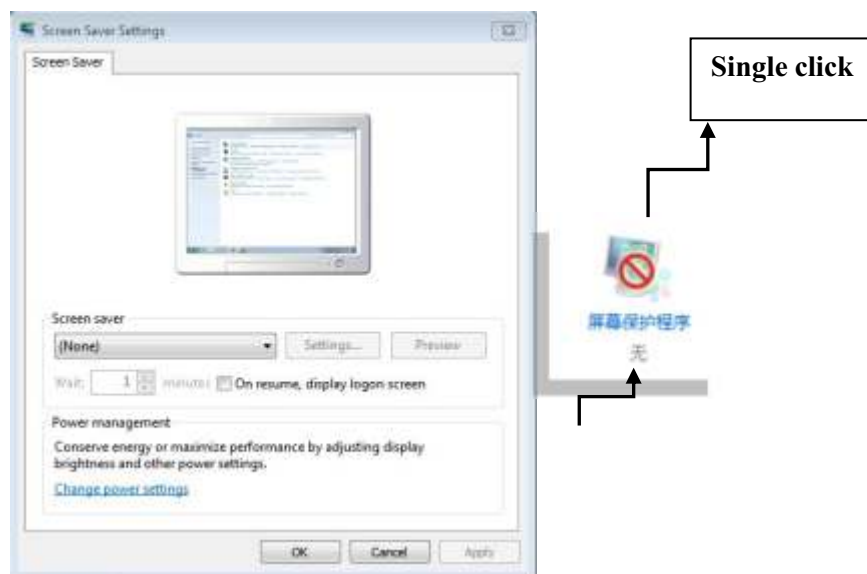 Screen Saver Settings
Screen Saver
Screen saver
(None)
Settings...
Preview
Wait: 1 minutes On resume, display logon screen
Power management
Conserve energy or maximize performance by adjusting display
brightness and other power settings.
Change power settings
OK Cancel Apply
Single click
屏幕保护程序
无